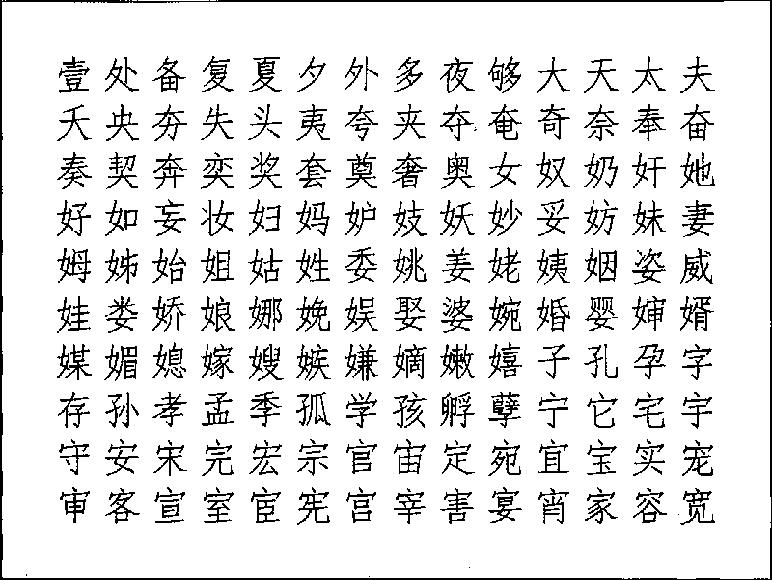 壹处备复夏夕外多夜够大天太夫
夭央夯失头夷夸夹夺奄奇奈奉奋
奏契奔奕奖套奠奢奥女奴奶奸她
好如妄妆妇妈妒妓妖妙妥妨妹妻
姆姊始姐姑姓委姚姜姥姨姻姿威
娃娄娇娘娜娩娱娶婆婉婚婴婶婿
媒媚媳嫁嫂嫉嫌嫡嫩嬉子孔孕字
存孙孝孟季孤学孩孵孽宁它宅宇
守安宋完宏宗官宙定宛宜宝实宠
审客宣室宦宪宫宰害宴宵家容宽